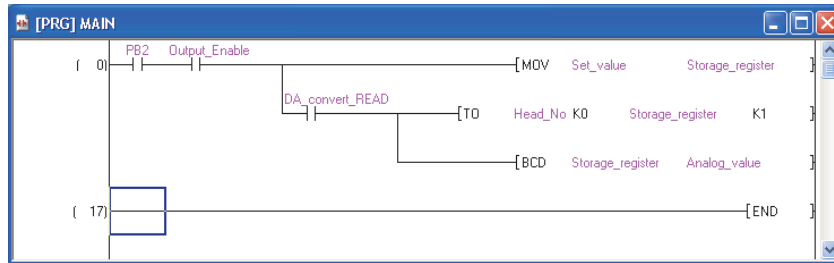 [PRG] MAIN
PB2 Output_Enable
( 0) [MOV Set_value Storage_register ]
DA_convert_READ
[TO Head_No K0 Storage_register K1 ]
[BCD Storage_register Analog_value ]
( 17) [END ]